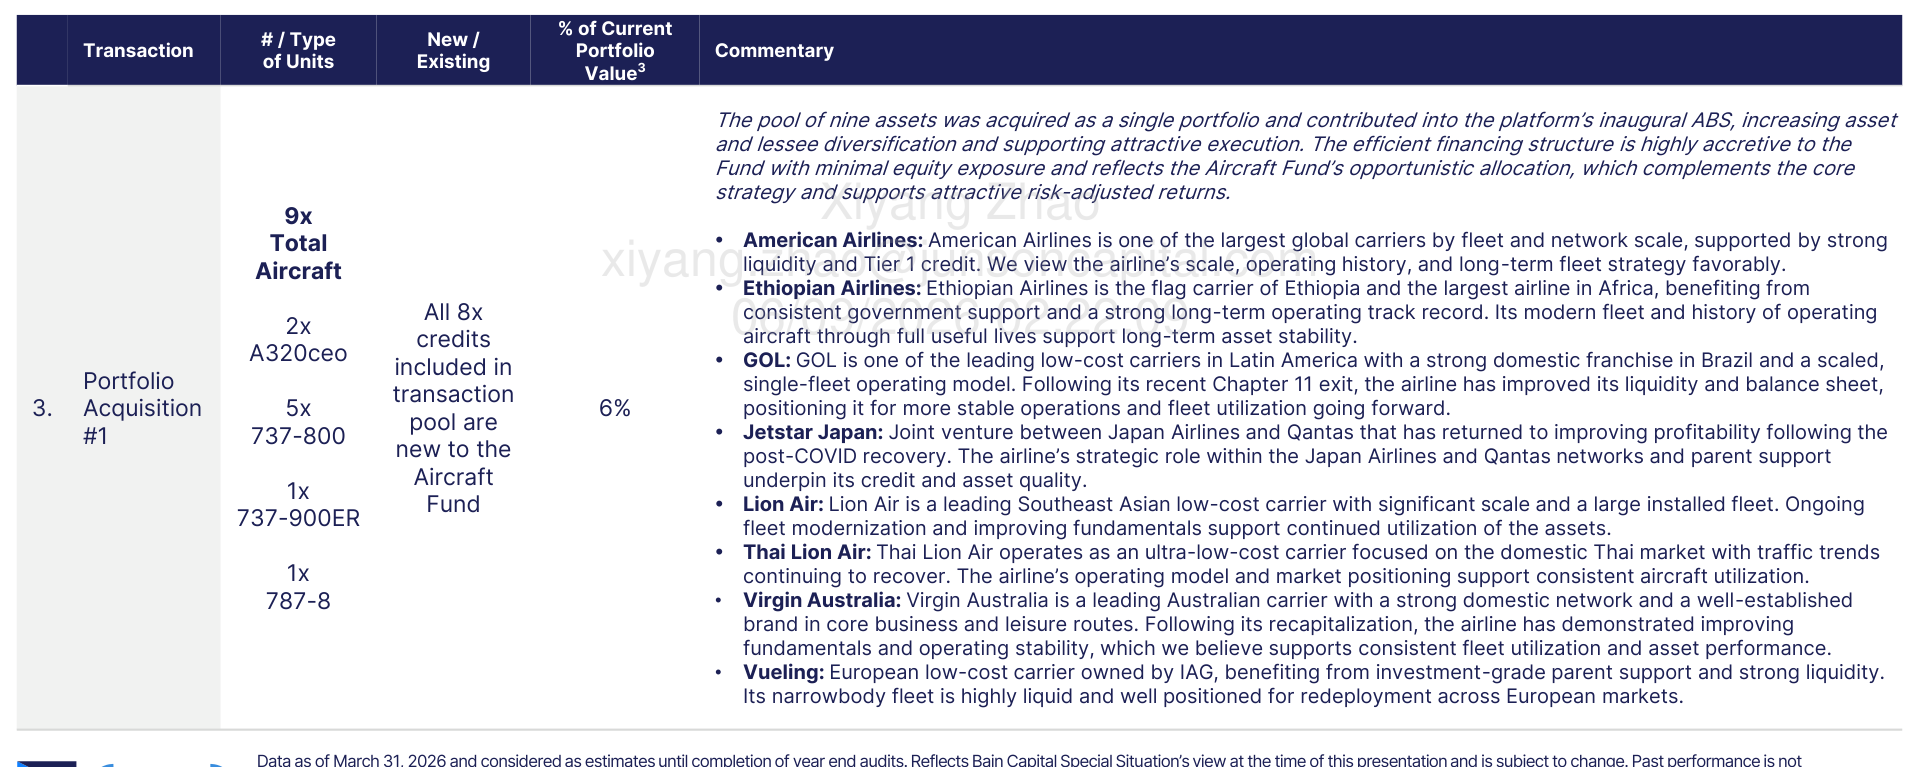 Transaction
# / Type
of Units
New /
Existing
% of Current
Portfolio
Value3
Commentary
3.
Portfolio
Acquisition
#1
9x
Total
Aircraft
2x
A320ceo
5x
737-800
1x
737-900ER
1x
787-8
All 8x
credits
included in
transaction
pool are
new to the
Aircraft
Fund
6%
The pool of nine assets was acquired as a single portfolio and contributed into the platform's inaugural ABS, increasing asset
and lessee diversification and supporting attractive execution. The efficient financing structure is highly accretive to the
Fund with minimal equity exposure and reflects the Aircraft Fund's opportunistic allocation, which complements the core
strategy and supports attractive risk-adjusted returns.
• American Airlines: American Airlines is one of the largest global carriers by fleet and network scale, supported by strong
liquidity and Tier 1 credit. We view the airline's scale, operating history, and long-term fleet strategy favorably.
• Ethiopian Airlines: Ethiopian Airlines is the flag carrier of Ethiopia and the largest airline in Africa, benefiting from
consistent government support and a strong long-term operating track record. Its modern fleet and history of operating
aircraft through full useful lives support long-term asset stability.
• GOL: GOL is one of the leading low-cost carriers in Latin America with a strong domestic franchise in Brazil and a scaled,
single-fleet operating model. Following its recent Chapter 11 exit, the airline has improved its liquidity and balance sheet,
positioning it for more stable operations and fleet utilization going forward.
• Jetstar Japan: Joint venture between Japan Airlines and Qantas that has returned to improving profitability following the
post-COVID recovery. The airline's strategic role within the Japan Airlines and Qantas networks and parent support
underpin its credit and asset quality.
• Lion Air: Lion Air is a leading Southeast Asian low-cost carrier with significant scale and a large installed fleet. Ongoing
fleet modernization and improving fundamentals support continued utilization of the assets.
• Thai Lion Air: Thai Lion Air operates as an ultra-low-cost carrier focused on the domestic Thai market with traffic trends
continuing to recover. The airline's operating model and market positioning support consistent aircraft utilization.
• Virgin Australia: Virgin Australia is a leading Australian carrier with a strong domestic network and a well-established
brand in core business and leisure routes. Following its recapitalization, the airline has demonstrated improving
fundamentals and operating stability, which we believe supports consistent fleet utilization and asset performance.
• Vueling: European low-cost carrier owned by IAG, benefiting from investment-grade parent support and strong liquidity.
Its narrowbody fleet is highly liquid and well positioned for redeployment across European markets.
Xiyang Zhao
Data as of March 31, 2026 and considered as estimates until completion of year end audits. Reflects Bain Capital Special Situation's view at the time of this presentation and is subject to change. Past performance is not